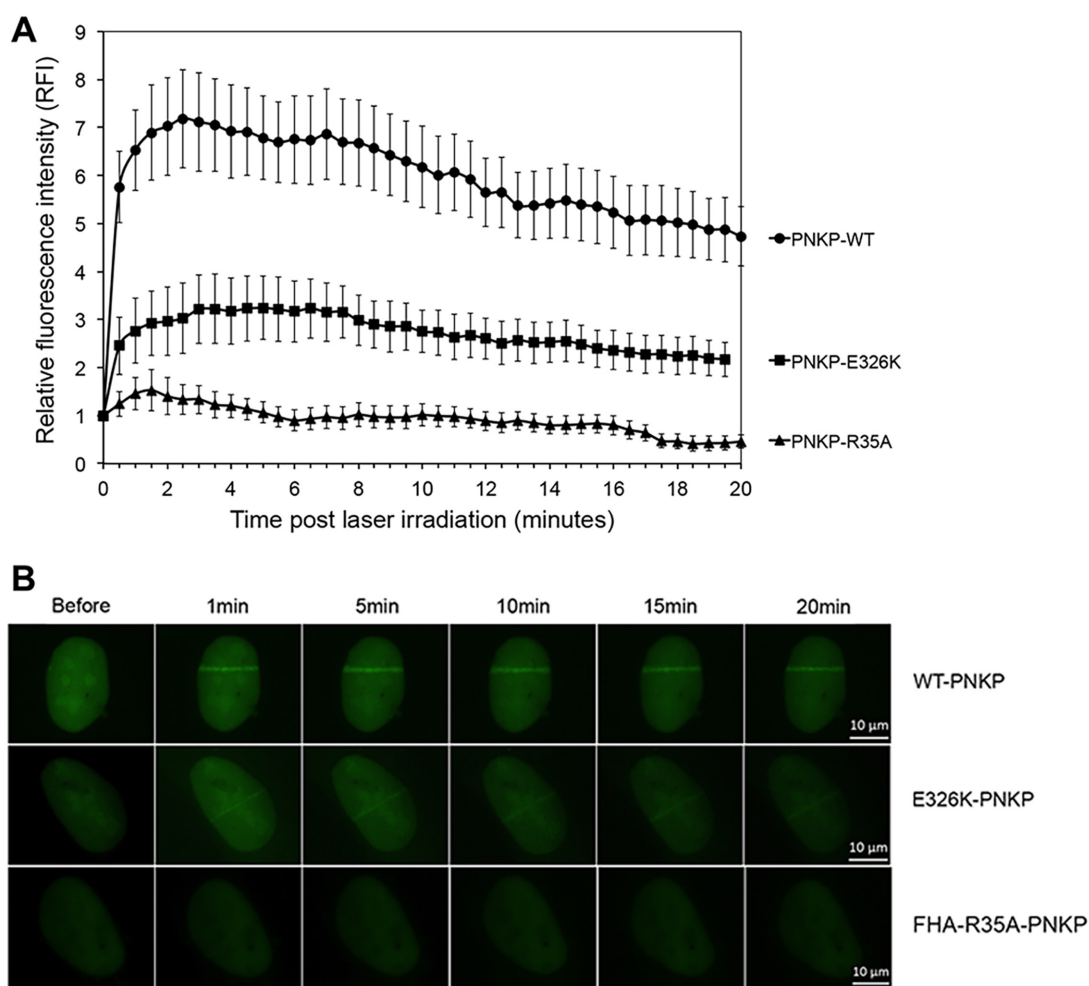 A
Relative fluorescence intensity (RFI)
9
8
7
6
5
4
3
2
1
0
0 2 4 6 8 10 12 14 16 18 20
Time post laser irradiation (minutes)
PNKP-WT
PNKP-E326K
PNKP-R35A
B
Before 1min 5min 10min 15min 20min
WT-PNKP
10 µm
E326K-PNKP
10 µm
FHA-R35A-PNKP
10 µm